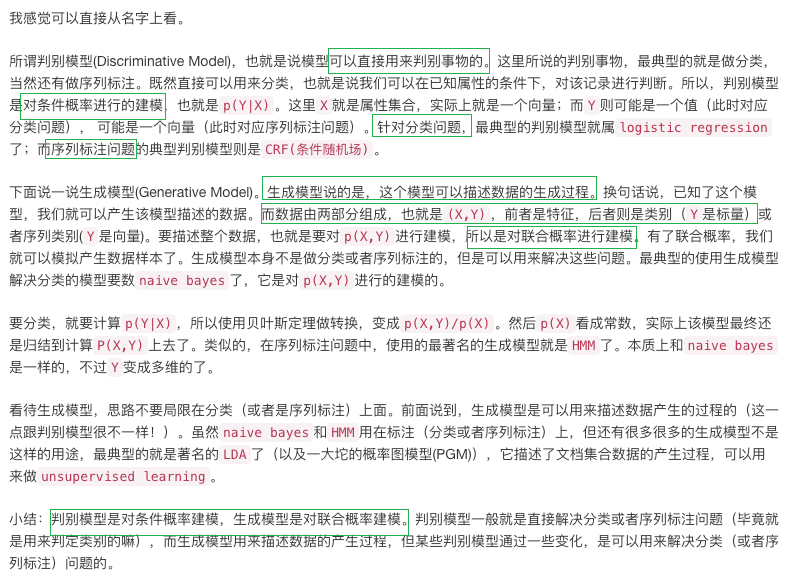 我感觉可以直接从名字上看。
所谓判别模型(Discriminative Model)，也就是说模型可以直接用来判别事物的。这里所说的判别事物，最典型的就是做分类，
当然还有做序列标注。既然直接可以用来分类，也就是说我们可以在已知属性的条件下，对该记录进行判断。所以，判别模型
是对条件概率进行的建模，也就是 p(Y|X) 。这里 X 就是属性集合，实际上就是一个向量；而 Y 则可能是一个值（此时对应
分类问题）， 可能是一个向量（此时对应序列标注问题）。针对分类问题，最典型的判别模型就属 logistic regression
了；而序列标注问题的典型判别模型则是 CRF(条件随机场) 。
下面说一说生成模型(Generative Model)。生成模型说的是，这个模型可以描述数据的生成过程。换句话说，已知了这个模
型，我们就可以产生该模型描述的数据。而数据由两部分组成，也就是 (X,Y) ，前者是特征，后者则是类别（ Y 是标量）或
者序列类别( Y 是向量)。要描述整个数据，也就是要对 p(X,Y) 进行建模，所以是对联合概率进行建模。有了联合概率，我们
就可以模拟产生数据样本了。生成模型本身不是做分类或者序列标注的，但是可以用来解决这些问题。最典型的使用生成模型
解决分类的模型要数 naive bayes 了，它是对 p(X,Y) 进行的建模的。
要分类，就要计算 p(Y|X) ，所以使用贝叶斯定理做转换，变成 p(X,Y)/p(X) 。然后 p(X) 看成常数，实际上该模型最终还
是归结到计算 P(X,Y) 上去了。类似的，在序列标注问题中，使用的最著名的生成模型就是 HMM 了。本质上和 naive bayes
是一样的，不过 Y 变成多维的了。
看待生成模型，思路不要局限在分类（或者是序列标注）上面。前面说到，生成模型是可以用来描述数据产生的过程的（这一
点跟判别模型很不一样！）。虽然 naive bayes 和 HMM 用在标注（分类或者序列标注）上，但还有很多很多的生成模型不是
这样的用途，最典型的就是著名的 LDA 了（以及一大坨的概率图模型(PGM)），它描述了文档集合数据的产生过程，可以用
来做 unsupervised learning 。
小结：判别模型是对条件概率建模，生成模型是对联合概率建模。判别模型一般就是直接解决分类或者序列标注问题（毕竟就
是用来判定类别的嘛），而生成模型用来描述数据的产生过程，但某些判别模型通过一些变化，是可以用来解决分类（或者序
列标注）问题的。